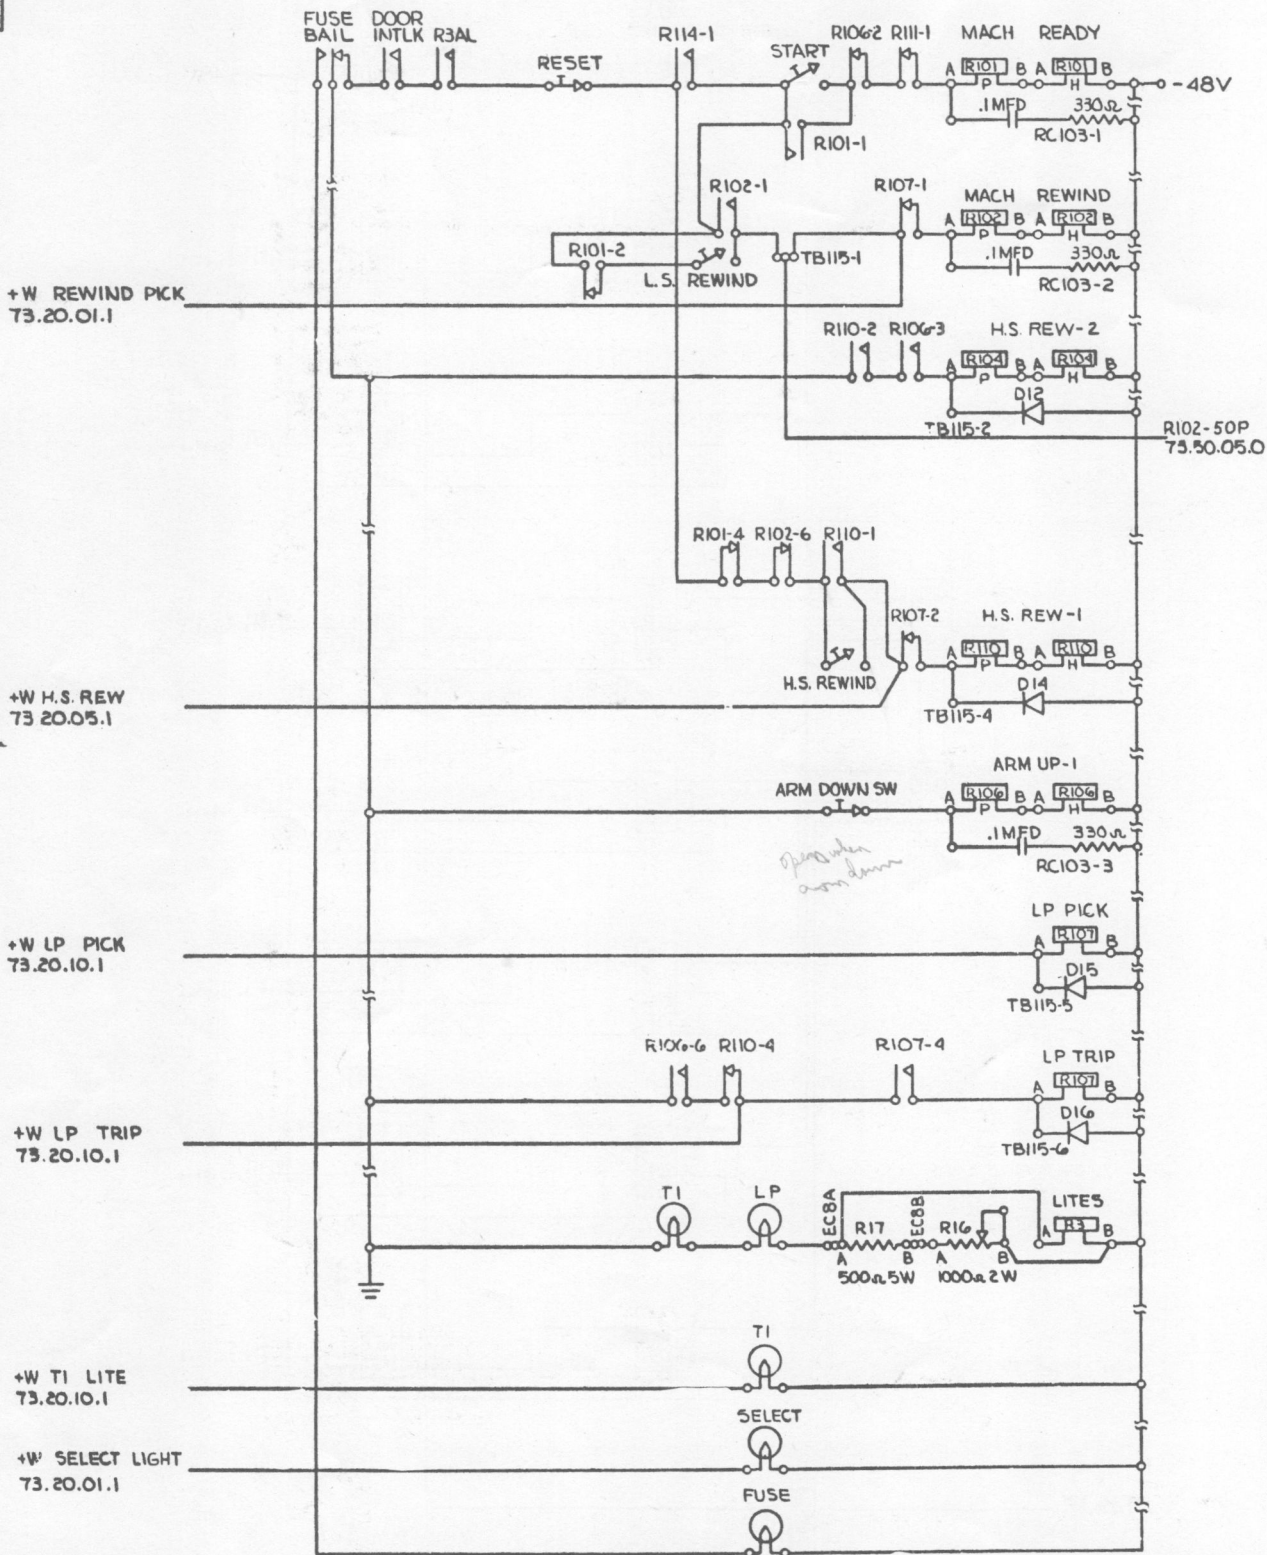 FUSE BAIL
DOOR INTLK
R3AL
RESET
R114-1
START
R106-2
R111-1
MACH READY
A R101 B A R101 B
P H
-48V
.1MFD 330Ω
RC103-1
R101-1
R102-1
R107-1
MACH REWIND
A R102 B A R102 B
P H
.1MFD 330Ω
RC103-2
R101-2
L.S. REWIND
TB115-1
+W REWIND PICK
73.20.01.1
R110-2 R106-3
H.S. REW-2
A R104 B A R104 B
P H
D12
TB115-2
R102-50P
73.50.05.0
R101-4 R102-6 R110-1
R107-2
H.S. REW-1
A R110 B A R110 B
P H
H.S. REWIND
D14
TB115-4
+W H.S. REW
73 20.05.1
ARM UP-1
ARM DOWN SW
A R106 B A R106 B
P H
.1MFD 330Ω
RC103-3
open when
arm down
LP PICK
A R107 B
+W LP PICK
73.20.10.1
D15
TB115-5
R106-6 R110-4
R107-4
LP TRIP
A R107 B
D16
TB115-6
+W LP TRIP
73.20.10.1
T1 LP
EC8A
R17
EC8B
R16
LITES
A R3 B
A B A B
500Ω5W 1000Ω2W
T1
+W T1 LITE
73.20.10.1
SELECT
+W SELECT LIGHT
73.20.01.1
FUSE